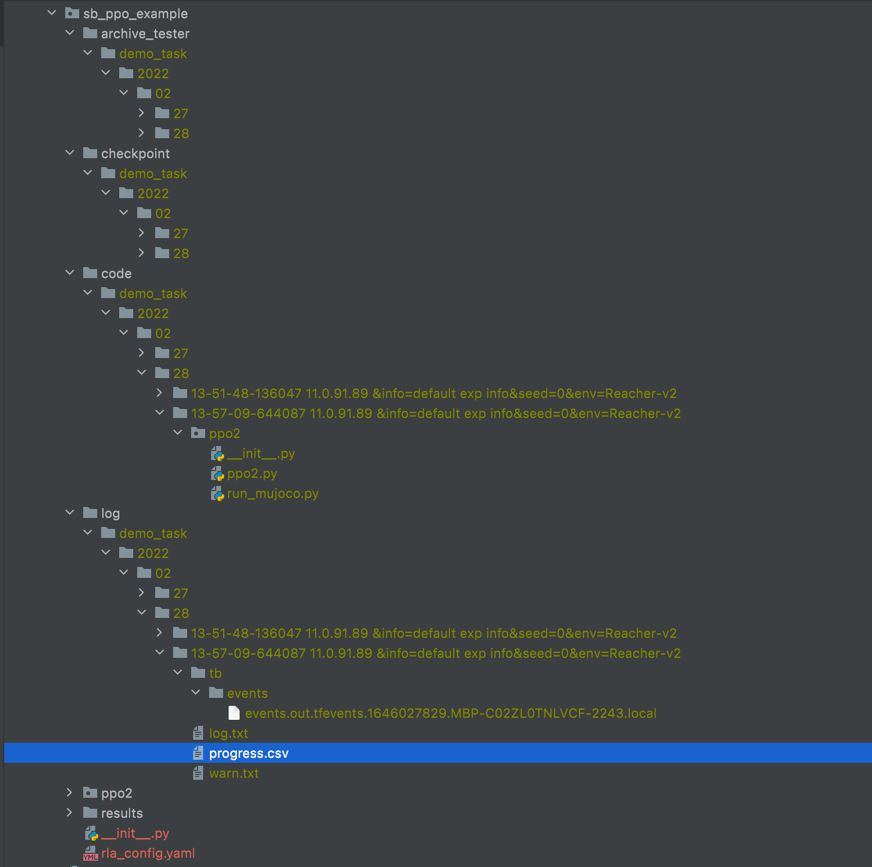 sb_ppo_example
archive_tester
demo_task
2022
02
27
28
checkpoint
demo_task
2022
02
27
28
code
demo_task
2022
02
27
28
13-51-48-136047 11.0.91.89 &info=default exp info&seed=0&env=Reacher-v2
13-57-09-644087 11.0.91.89 &info=default exp info&seed=0&env=Reacher-v2
ppo2
__init__.py
ppo2.py
run_mujoco.py
log
demo_task
2022
02
27
28
13-51-48-136047 11.0.91.89 &info=default exp info&seed=0&env=Reacher-v2
13-57-09-644087 11.0.91.89 &info=default exp info&seed=0&env=Reacher-v2
tb
events
events.out.tfevents.1646027829.MBP-C02ZL0TNLVCF-2243.local
log.txt
progress.csv
warn.txt
ppo2
results
__init__.py
rla_config.yaml